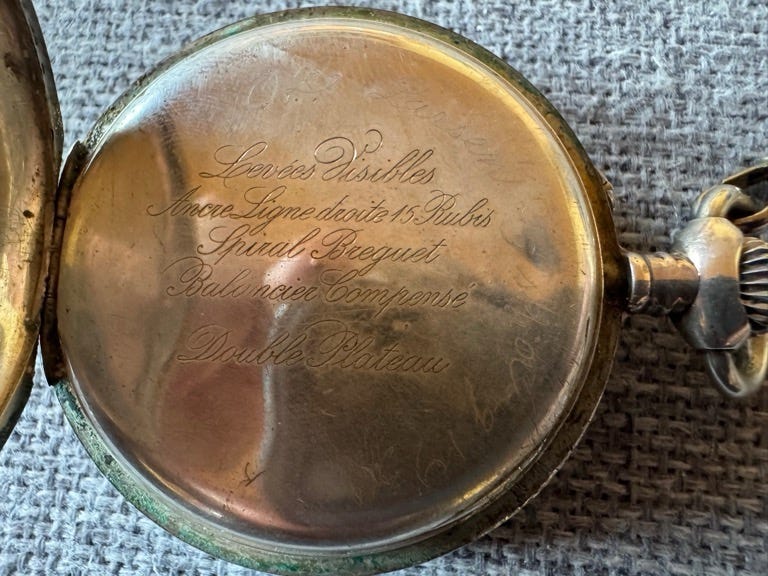 Levées Visibles
Ancre Ligne droite 15 Rubis
Spiral Breguet
Balancier Compensé
Double Plateau